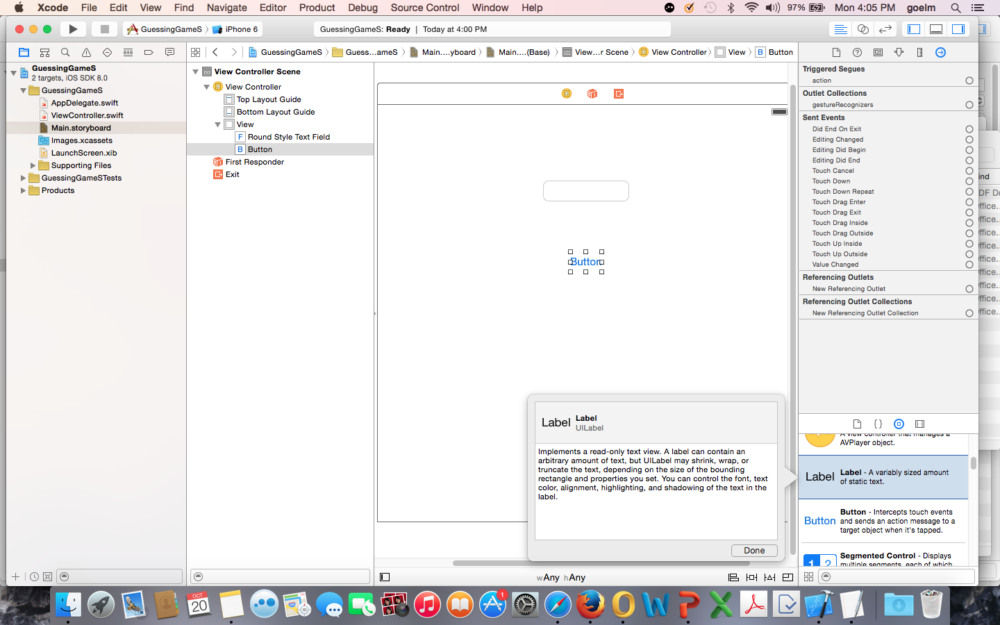 Xcode File Edit View Find Navigate Editor Product Debug Source Control Window Help 97% Mon 4:05 PM goelm
GuessingGameS iPhone 6 GuessingGameS: Ready | Today at 4:00 PM
GuessingGameS Guess...ameS Main....yboard Main....(Base) View...r Scene View Controller View B Button
GuessingGameS
2 targets, iOS SDK 8.0
GuessingGameS
AppDelegate.swift
ViewController.swift
Main.storyboard
Images.xcassets
LaunchScreen.xib
Supporting Files
GuessingGameSTests
Products
View Controller Scene
View Controller
Top Layout Guide
Bottom Layout Guide
View
F Round Style Text Field
B Button
First Responder
Exit
Button
Label Label
UILabel
Implements a read-only text view. A label can contain an
arbitrary amount of text, but UILabel may shrink, wrap, or
truncate the text, depending on the size of the bounding
rectangle and properties you set. You can control the font, text
color, alignment, highlighting, and shadowing of the text in the
label.
Done
wAny hAny
Triggered Segues
action
Outlet Collections
gestureRecognizers
Sent Events
Did End On Exit
Editing Changed
Editing Did Begin
Editing Did End
Touch Cancel
Touch Down
Touch Down Repeat
Touch Drag Enter
Touch Drag Exit
Touch Drag Inside
Touch Drag Outside
Touch Up Inside
Touch Up Outside
Value Changed
Referencing Outlets
New Referencing Outlet
Referencing Outlet Collections
New Referencing Outlet Collection
A view controller that manages a
AVPlayer object.
Label Label - A variably sized amount
of static text.
Button Button - Intercepts touch events
and sends an action message to a
target object when it's tapped.
1 2 Segmented Control - Displays
multiple segments, each of which
ind
DF Do
ffice...
ffice...
ffice...
ffice...
ffice...
ffice...
ffice...
ffice...
ffice...
OCT
20
1